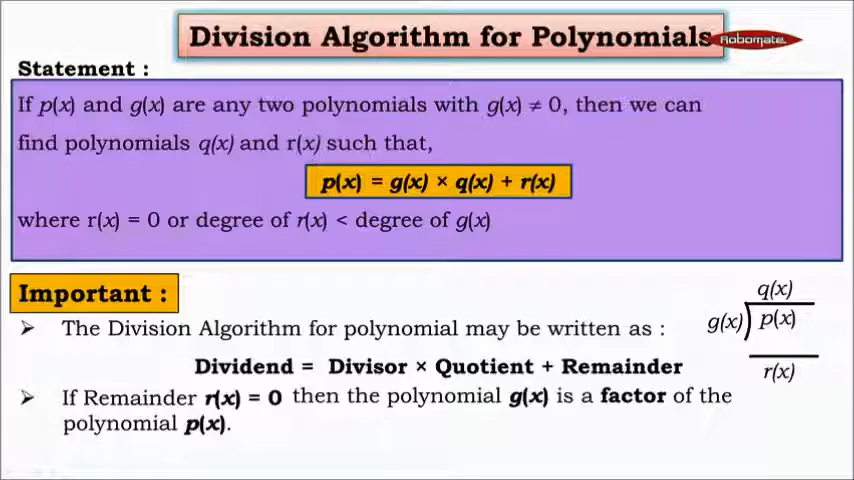 Division Algorithm for Polynomials
Robomate
Statement :
If p(x) and g(x) are any two polynomials with g(x) ≠ 0, then we can
find polynomials q(x) and r(x) such that,
p(x) = g(x) × q(x) + r(x)
where r(x) = 0 or degree of r(x) < degree of g(x)
Important :
q(x)
g(x) p(x)
r(x)
➢ The Division Algorithm for polynomial may be written as :
Dividend = Divisor × Quotient + Remainder
➢ If Remainder r(x) = 0 then the polynomial g(x) is a factor of the
polynomial p(x).